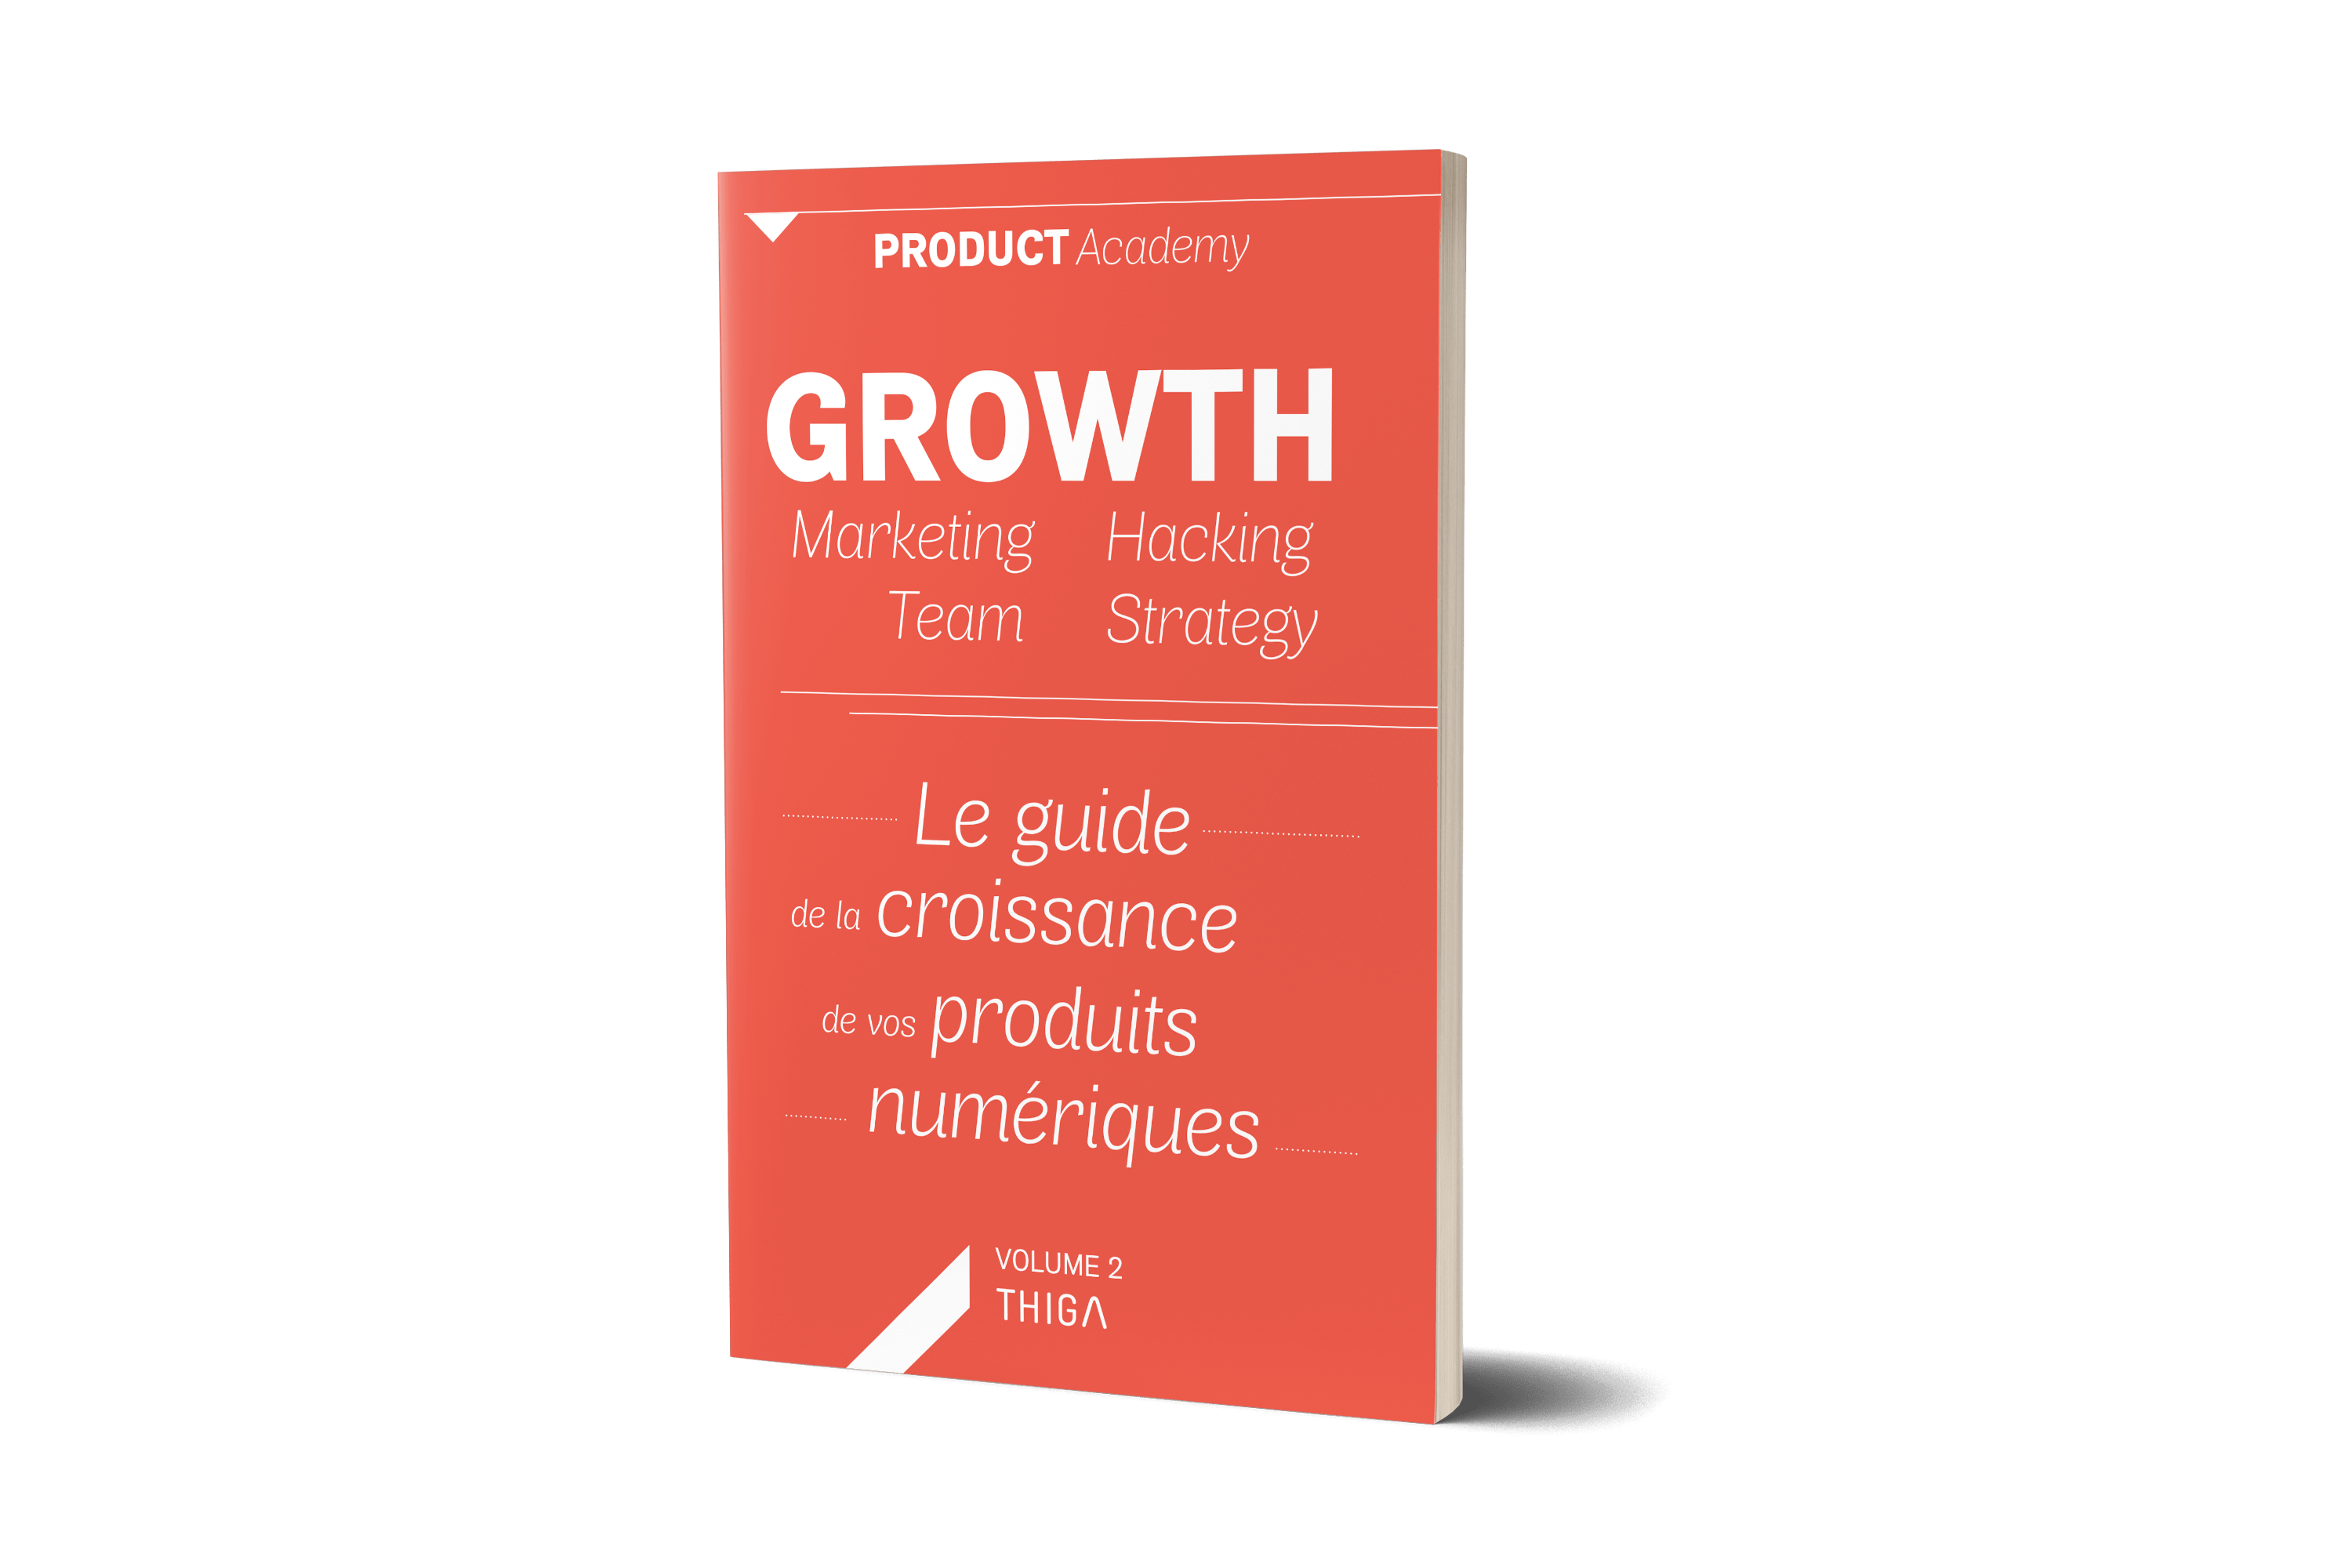 PRODUCT Academy
GROWTH
Marketing Hacking
Team Strategy
Le guide
de la croissance
de vos produits
numériques
VOLUME 2
THIGA